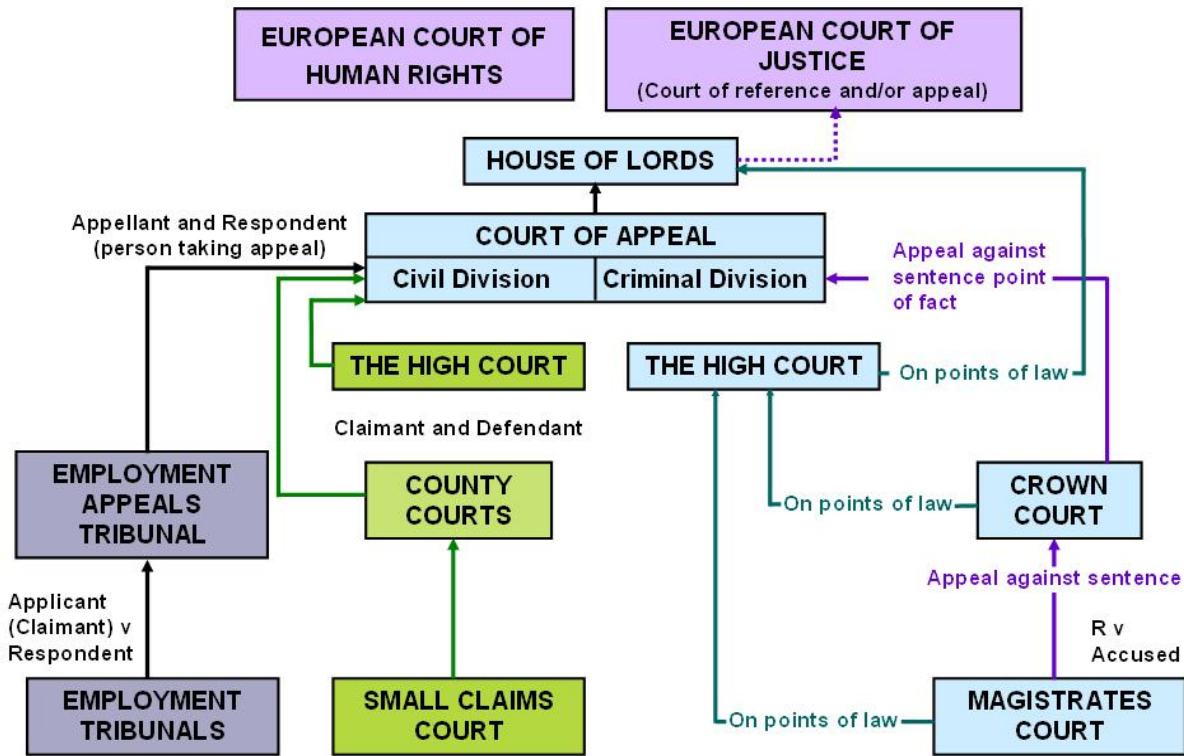 EUROPEAN COURT OF
HUMAN RIGHTS
EUROPEAN COURT OF
JUSTICE
(Court of reference and/or appeal)
HOUSE OF LORDS
Appellant and Respondent
(person taking appeal)
COURT OF APPEAL
Civil Division
Criminal Division
Appeal against
sentence point
of fact
THE HIGH COURT
THE HIGH COURT
On points of law
Claimant and Defendant
EMPLOYMENT
APPEALS
TRIBUNAL
COUNTY
COURTS
On points of law
CROWN
COURT
Appeal against sentence
Applicant
(Claimant) v
Respondent
R v
Accused
EMPLOYMENT
TRIBUNALS
SMALL CLAIMS
COURT
On points of law
MAGISTRATES
COURT